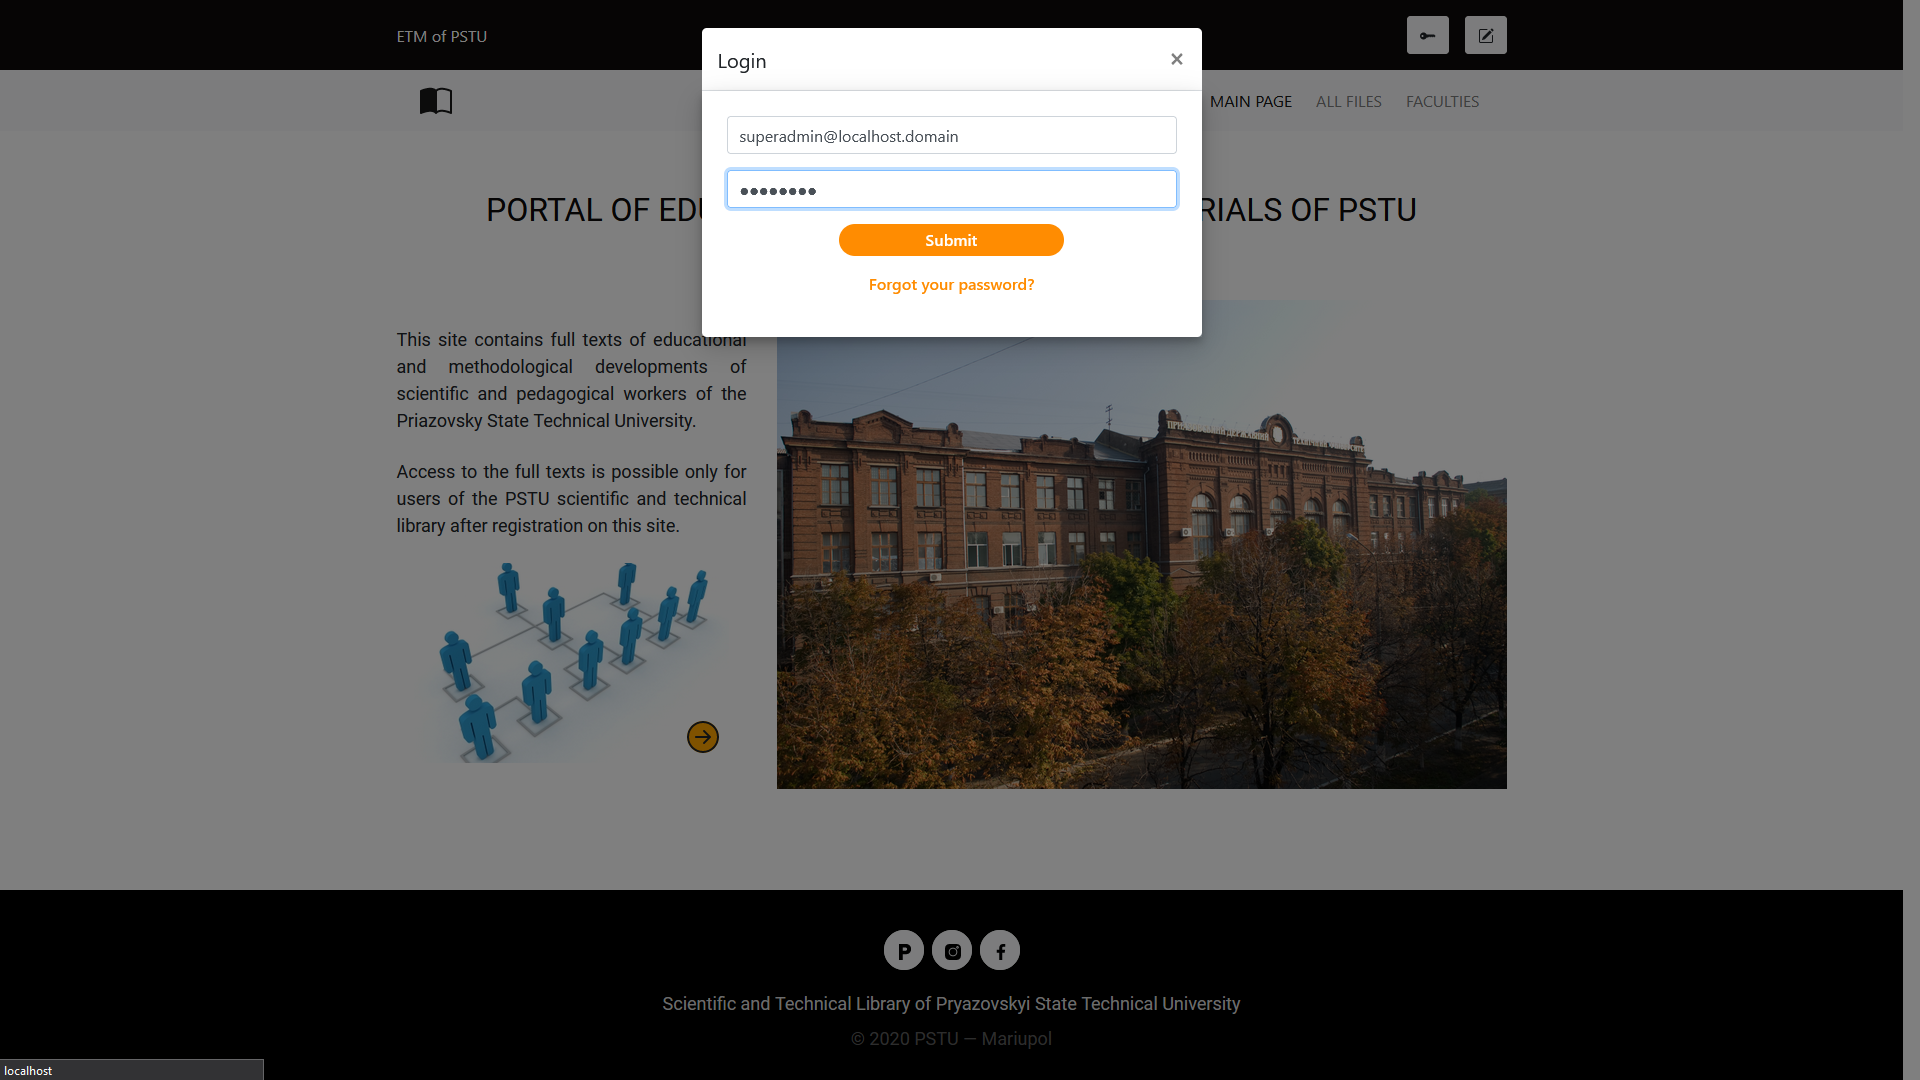 ETM of PSTU
Login
×
MAIN PAGE ALL FILES FACULTIES
superadmin@localhost.domain
●●●●●●●●
PORTAL OF EDU RIALS OF PSTU
Submit
Forgot your password?
This site contains full texts of educational
and methodological developments of
scientific and pedagogical workers of the
Priazovsky State Technical University.
Access to the full texts is possible only for
users of the PSTU scientific and technical
library after registration on this site.
ПРИАЗОВСЬКИЙ ДЕРЖАВНИЙ
P
Scientific and Technical Library of Pryazovskyi State Technical University
© 2020 PSTU — Mariupol
localhost